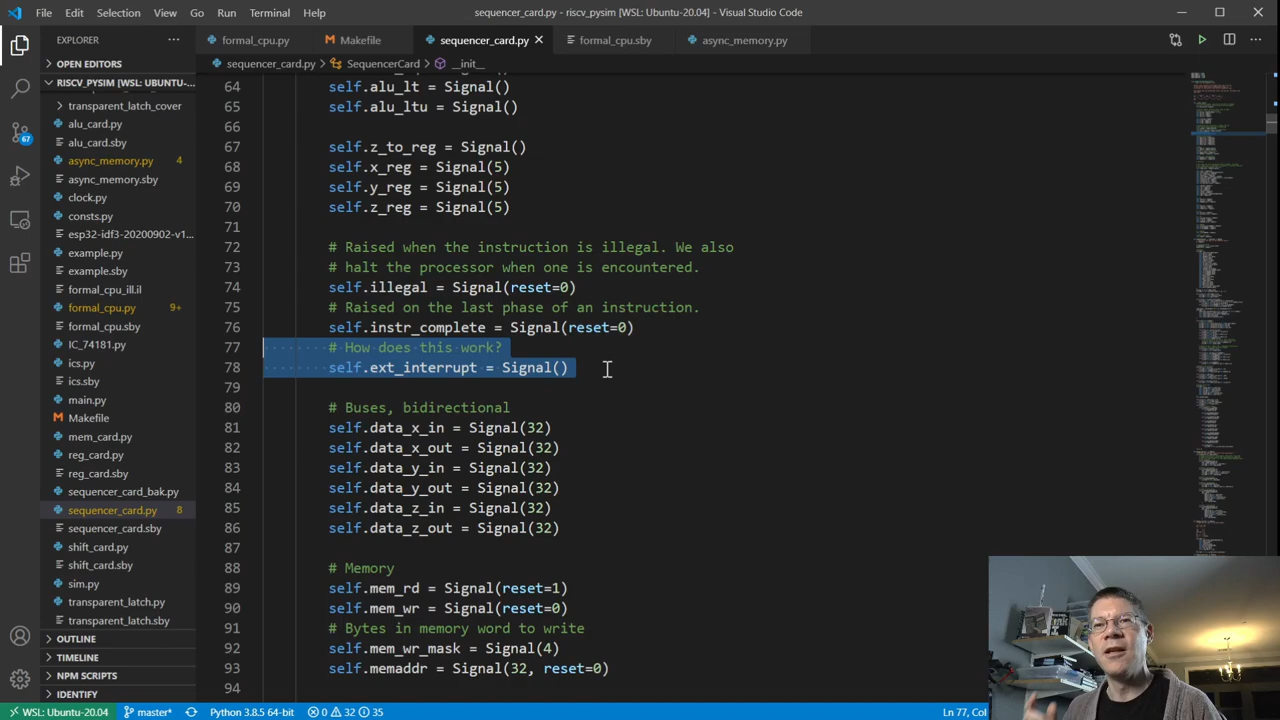 File Edit Selection View Go Run Terminal Help
sequencer_card.py - riscv_pysim [WSL: Ubuntu-20.04] - Visual Studio Code
EXPLORER
OPEN EDITORS
RISCV_PYSIM [WSL: UBUNTU-...
transparent_latch_cover
alu_card.py
alu_card.sby
async_memory.py 4
async_memory.sby
clock.py
consts.py
esp32-idf3-20200902-v1...
example.py
example.sby
formal_cpu_ill.il
formal_cpu.py 9+
formal_cpu.sby
IC_74181.py
ics.py
ics.sby
main.py
Makefile
mem_card.py
reg_card.py
reg_card.sby
sequencer_card_bak.py
sequencer_card.py 8
sequencer_card.sby
shift_card.py
shift_card.sby
sim.py
transparent_latch.py
transparent_latch.sby
OUTLINE
TIMELINE
NPM SCRIPTS
IDENTIFY
67
formal_cpu.py Makefile sequencer_card.py formal_cpu.sby async_memory.py
sequencer_card.py > SequencerCard > __init__
64 self.alu_lt = Signal()
65 self.alu_ltu = Signal()
66
67 self.z_to_reg = Signal()
68 self.x_reg = Signal(5)
69 self.y_reg = Signal(5)
70 self.z_reg = Signal(5)
71
72 # Raised when the instruction is illegal. We also
73 # halt the processor when one is encountered.
74 self.illegal = Signal(reset=0)
75 # Raised on the last phase of an instruction.
76 self.instr_complete = Signal(reset=0)
77 # How does this work?
78 self.ext_interrupt = Signal()
79
80 # Buses, bidirectional
81 self.data_x_in = Signal(32)
82 self.data_x_out = Signal(32)
83 self.data_y_in = Signal(32)
84 self.data_y_out = Signal(32)
85 self.data_z_in = Signal(32)
86 self.data_z_out = Signal(32)
87
88 # Memory
89 self.mem_rd = Signal(reset=1)
90 self.mem_wr = Signal(reset=0)
91 # Bytes in memory word to write
92 self.mem_wr_mask = Signal(4)
93 self.memaddr = Signal(32, reset=0)
94
WSL: Ubuntu-20.04 master* Python 3.8.5 64-bit 0 32 35 Ln 77, Col